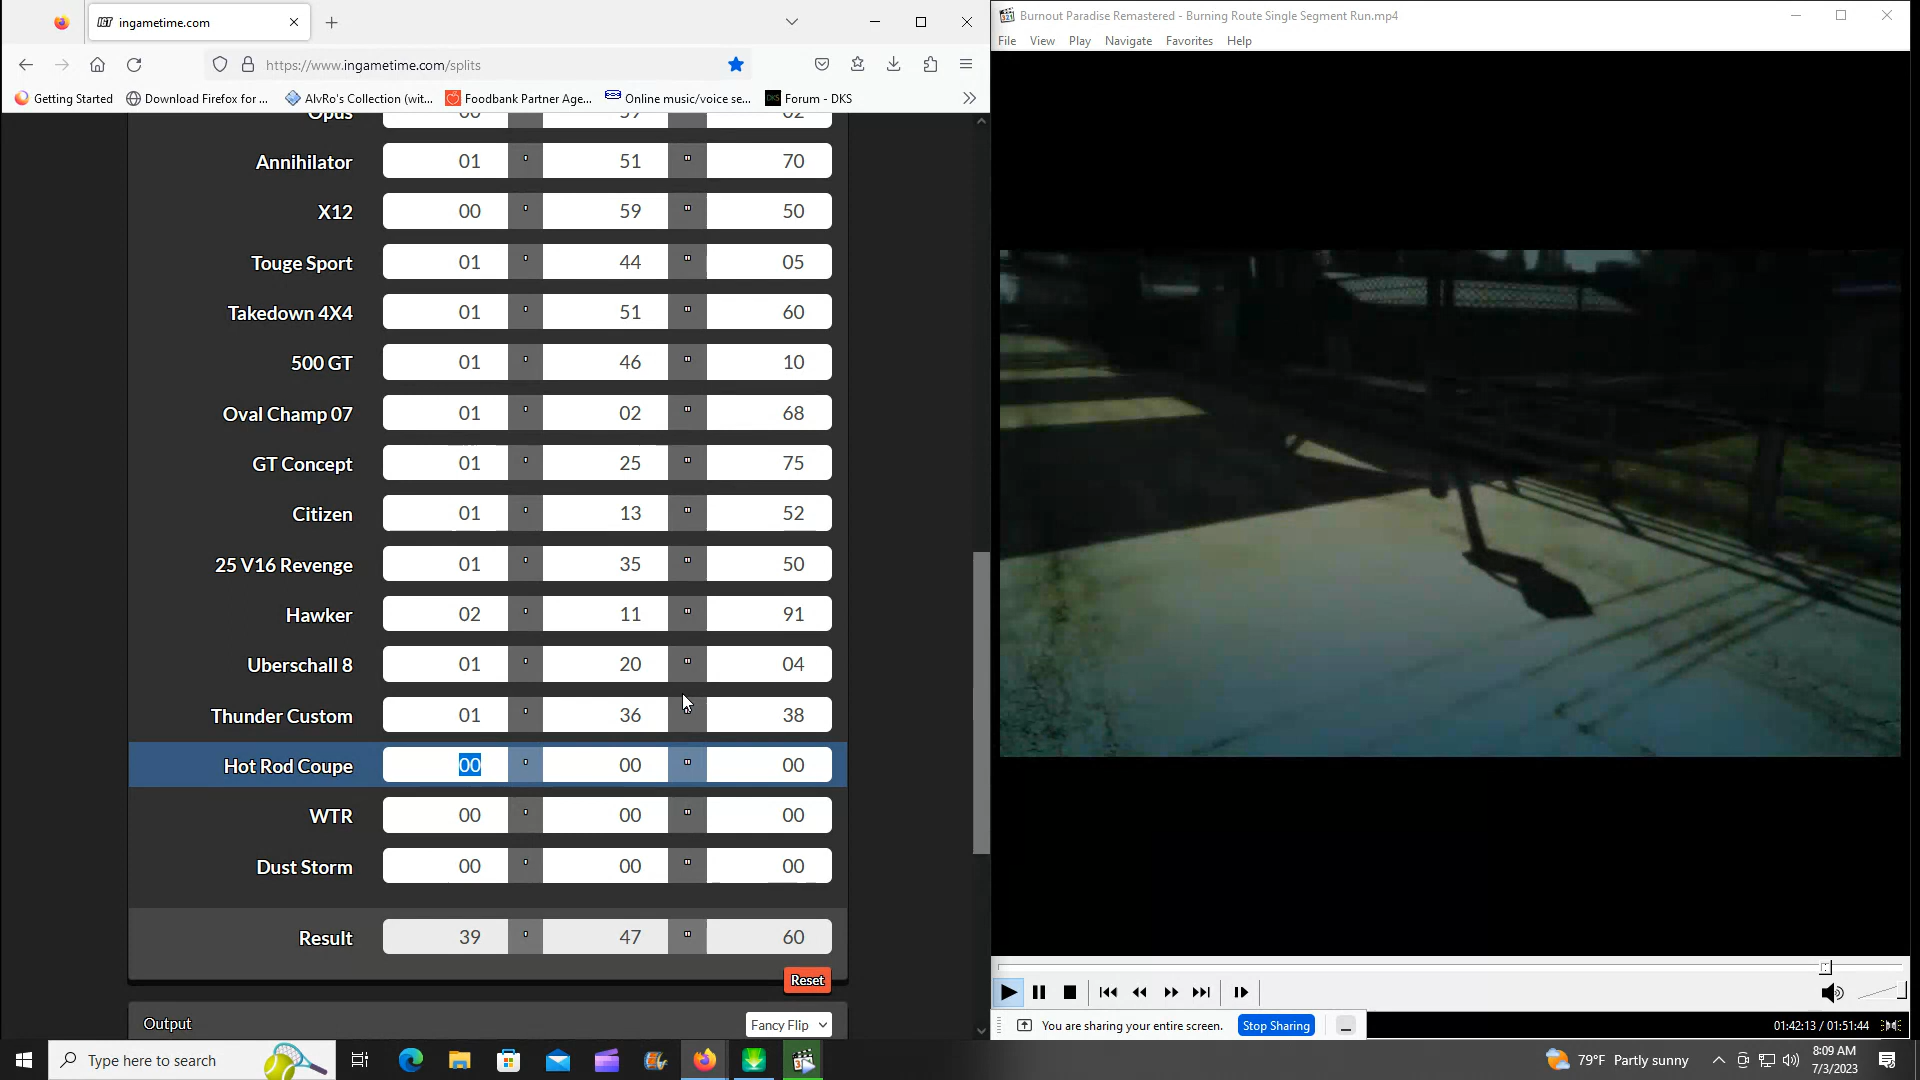 ingametime.com
https://www.ingametime.com/splits
Getting Started
Download Firefox for ...
AlvRo's Collection (wit...
Foodbank Partner Age...
Online music/voice se...
DKS
Forum - DKS
Opus 00 59 02
Annihilator 01 ' 51 " 70
X12 00 ' 59 " 50
Touge Sport 01 ' 44 " 05
Takedown 4X4 01 ' 51 " 60
500 GT 01 ' 46 " 10
Oval Champ 07 01 ' 02 " 68
GT Concept 01 ' 25 " 75
Citizen 01 ' 13 " 52
25 V16 Revenge 01 ' 35 " 50
Hawker 02 ' 11 " 91
Uberschall 8 01 ' 20 " 04
Thunder Custom 01 ' 36 " 38
Hot Rod Coupe 00 ' 00 " 00
WTR 00 ' 00 " 00
Dust Storm 00 ' 00 " 00
Result 39 ' 47 " 60
Reset
Output
Fancy Flip
Burnout Paradise Remastered - Burning Route Single Segment Run.mp4
File View Play Navigate Favorites Help
You are sharing your entire screen.
Stop Sharing
01:42:13 / 01:51:44
Type here to search
79°F Partly sunny
8:09 AM
7/3/2023